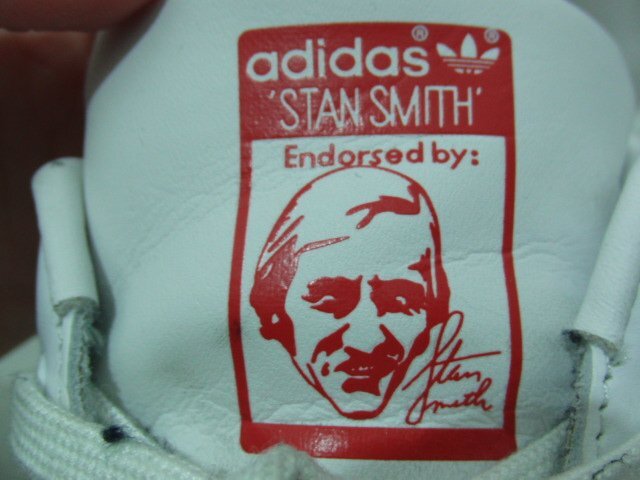 adidas® ®
'STAN SMITH'
Endorsed by:
Stan
Smith